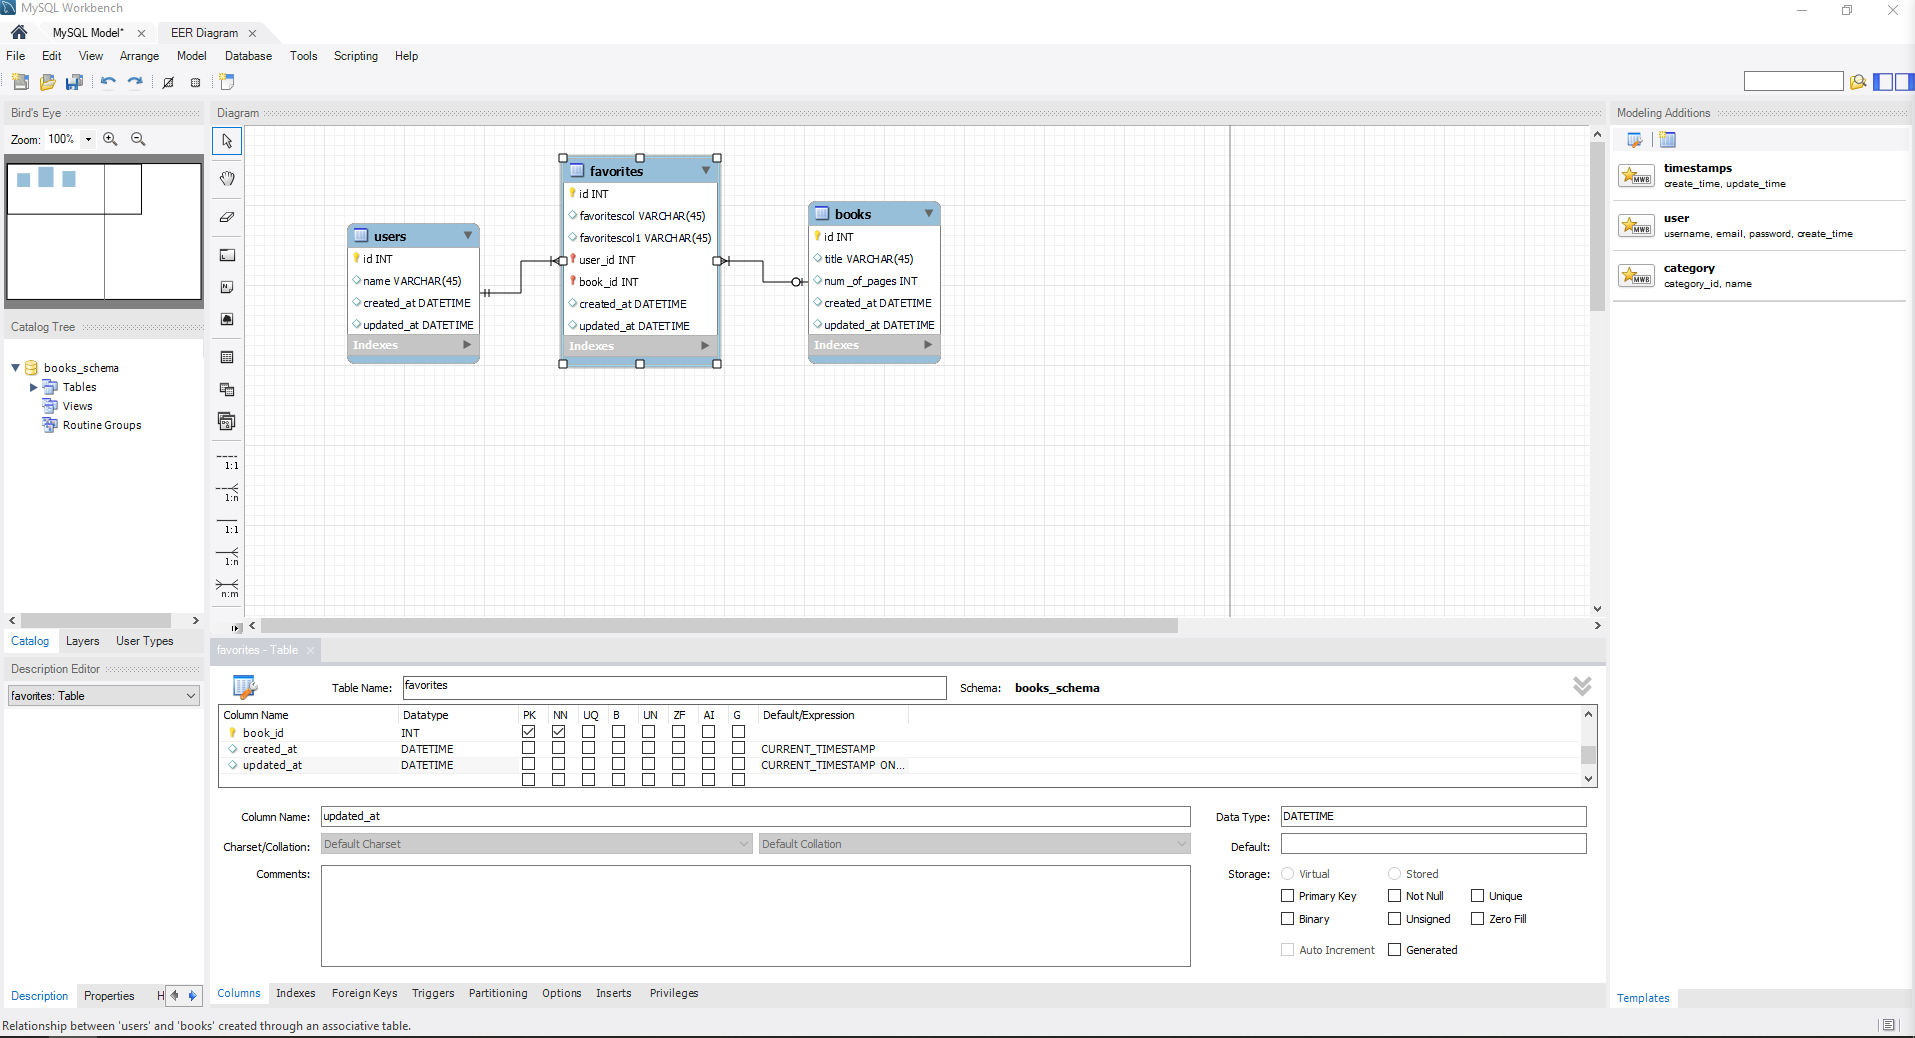 MySQL Workbench
MySQL Model*
EER Diagram
File Edit View Arrange Model Database Tools Scripting Help
Bird's Eye
Zoom: 100%
Catalog Tree
books_schema
Tables
Views
Routine Groups
Catalog Layers User Types
Description Editor
favorites: Table
Description Properties H
Diagram
1:1
1:n
1:1
1:n
n:m
users
id INT
name VARCHAR(45)
created_at DATETIME
updated_at DATETIME
Indexes
favorites
id INT
favoritescol VARCHAR(45)
favoritescol1 VARCHAR(45)
user_id INT
book_id INT
created_at DATETIME
updated_at DATETIME
Indexes
books
id INT
title VARCHAR(45)
num_of_pages INT
created_at DATETIME
updated_at DATETIME
Indexes
Modeling Additions
MWB
timestamps
create_time, update_time
MWB
user
username, email, password, create_time
MWB
category
category_id, name
Templates
favorites - Table
Table Name: favorites Schema: books_schema
Column Name Datatype PK NN UQ B UN ZF AI G Default/Expression
book_id INT
created_at DATETIME CURRENT_TIMESTAMP
updated_at DATETIME CURRENT_TIMESTAMP ON...
Column Name: updated_at Data Type: DATETIME
Charset/Collation: Default Charset Default Collation Default:
Comments: Storage: Virtual Stored
Primary Key Not Null Unique
Binary Unsigned Zero Fill
Auto Increment Generated
Columns Indexes Foreign Keys Triggers Partitioning Options Inserts Privileges
Relationship between 'users' and 'books' created through an associative table.